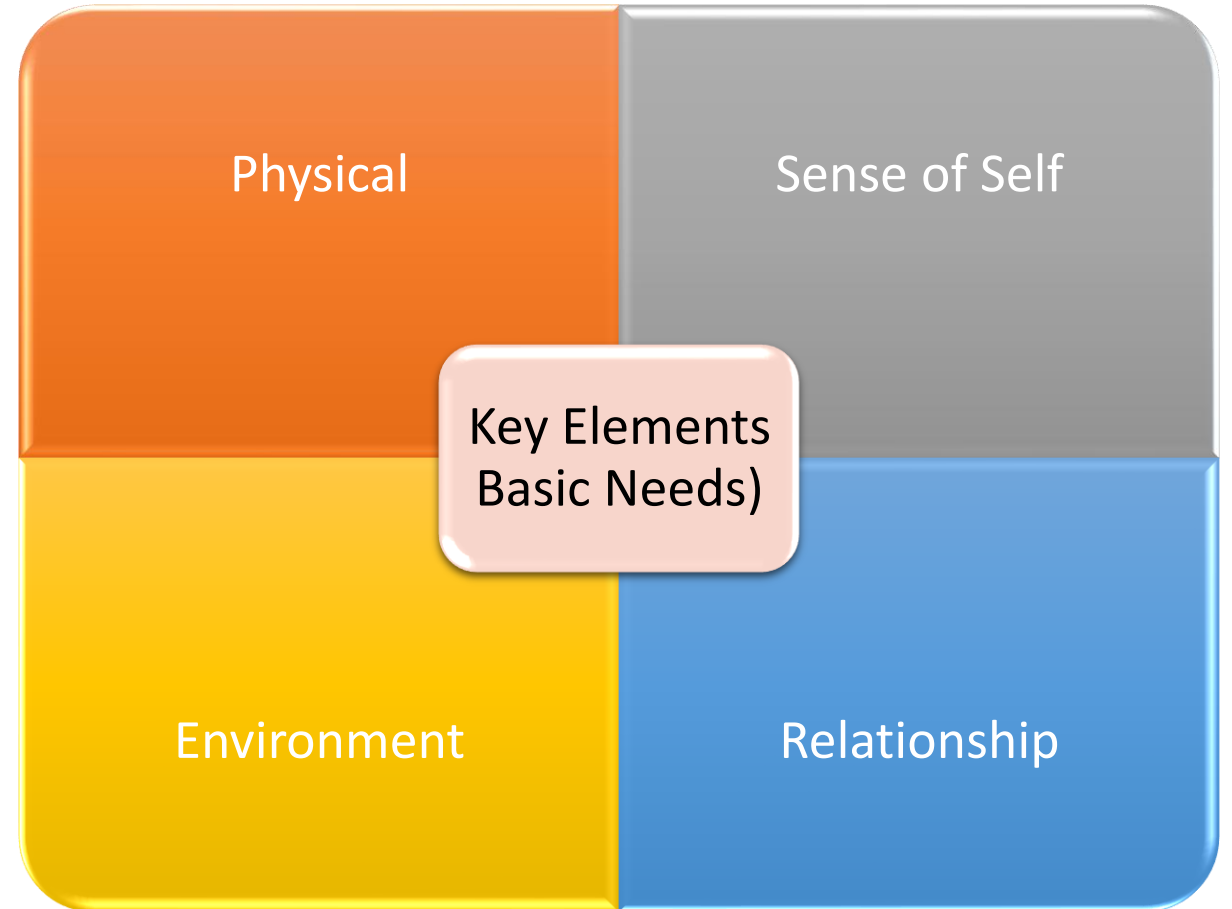 Physical
Sense of Self
Key Elements
Basic Needs)
Environment
Relationship